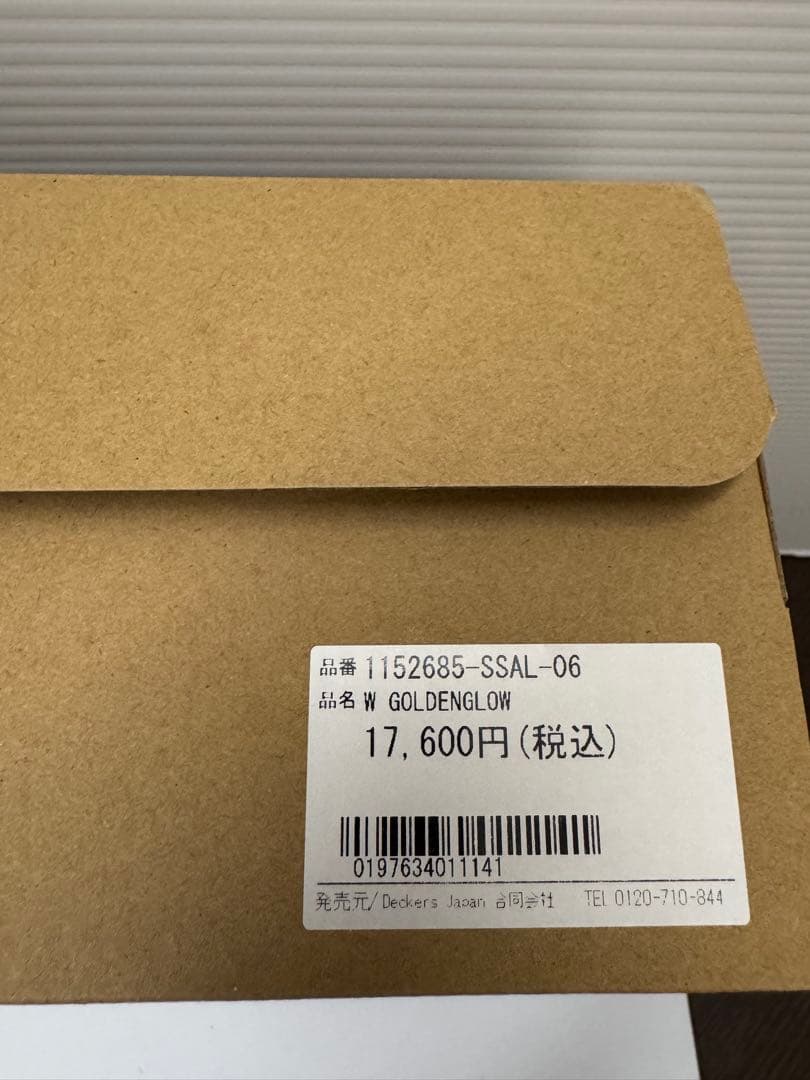 品番 1152685-SSAL-06
品名 W GOLDENGLOW
17,600円(税込)
0197634011141
発売元/Deckers Japan 合同会社 TEL 0120-710-844